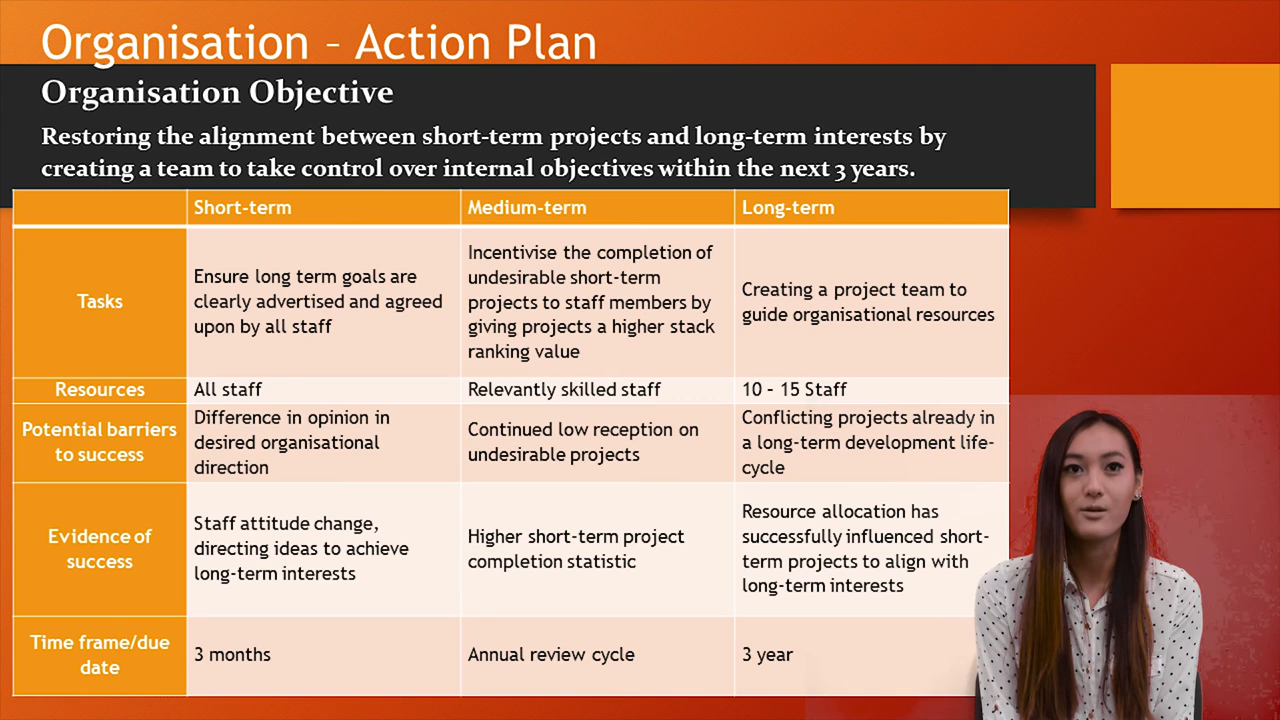 Organisation – Action Plan
Organisation Objective
Restoring the alignment between short-term projects and long-term interests by
creating a team to take control over internal objectives within the next 3 years.
Short-term
Medium-term
Long-term
Tasks
Ensure long term goals are
clearly advertised and agreed
upon by all staff
Incentivise the completion of
undesirable short-term
projects to staff members by
giving projects a higher stack
ranking value
Creating a project team to
guide organisational resources
Resources
All staff
Relevantly skilled staff
10 – 15 Staff
Potential barriers
to success
Difference in opinion in
desired organisational
direction
Continued low reception on
undesirable projects
Conflicting projects already in
a long-term development life-
cycle
Evidence of
success
Staff attitude change,
directing ideas to achieve
long-term interests
Higher short-term project
completion statistic
Resource allocation has
successfully influenced short-
term projects to align with
long-term interests
Time frame/due
date
3 months
Annual review cycle
3 year